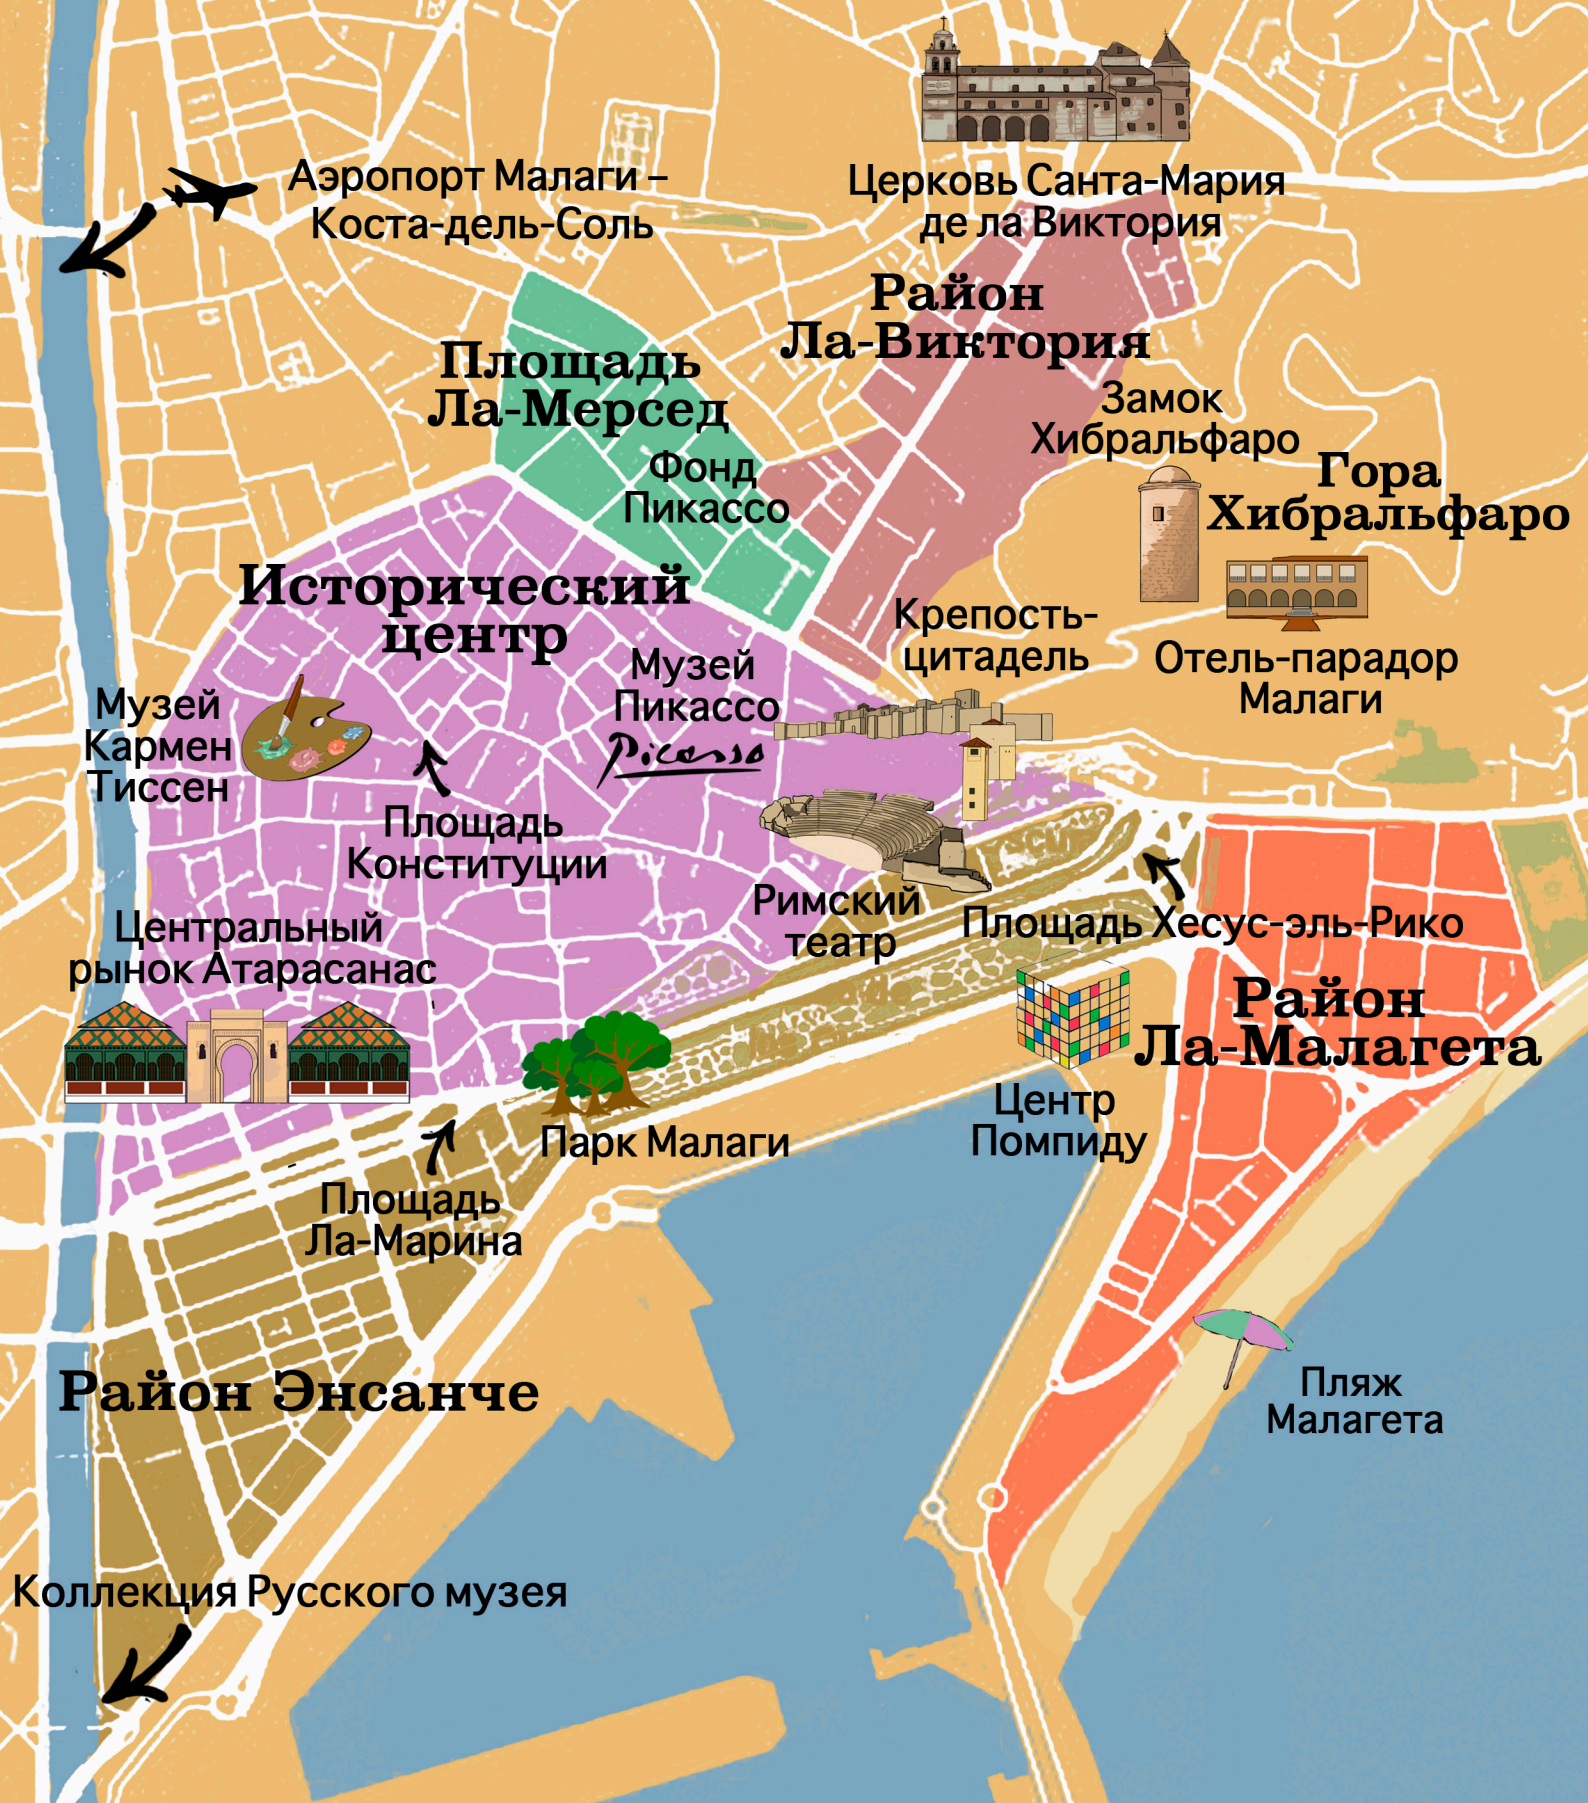 Аэропорт Малаги –
Коста-дель-Соль
Церковь Санта-Мария
де ла Виктория
Район
Ла-Виктория
Площадь
Ла-Мерсед
Замок
Хибральфаро
Гора
Хибральфаро
Фонд
Пикассо
Исторический
центр
Крепость-
цитадель
Отель-парадор
Малаги
Музей
Пикассо
Picasso
Музей
Кармен
Тиссен
Площадь
Конституции
Римский
театр
Площадь Хесус-эль-Рико
Центральный
рынок Атарасанас
Район
Ла-Малагета
Центр
Помпиду
Парк Малаги
Площадь
Ла-Марина
Район Энсанче
Пляж
Малагета
Коллекция Русского музея